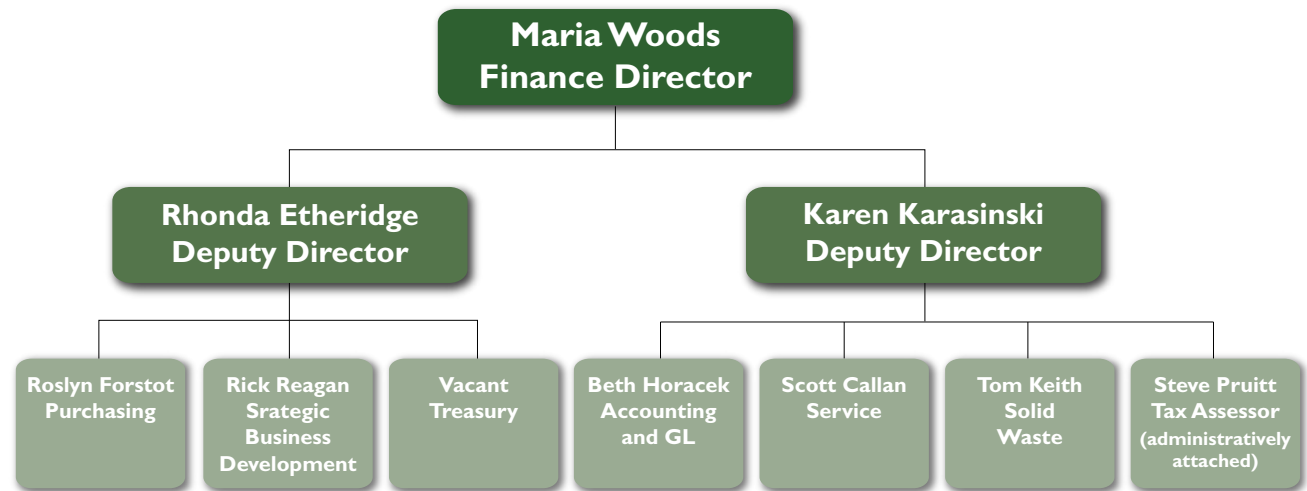 Maria Woods
Finance Director
Rhonda Etheridge
Deputy Director
Karen Karasinski
Deputy Director
Roslyn Forstot
Purchasing
Rick Reagan
Srategic
Business
Development
Vacant
Treasury
Beth Horacek
Accounting
and GL
Scott Callan
Service
Tom Keith
Solid
Waste
Steve Pruitt
Tax Assessor
(administratively
attached)